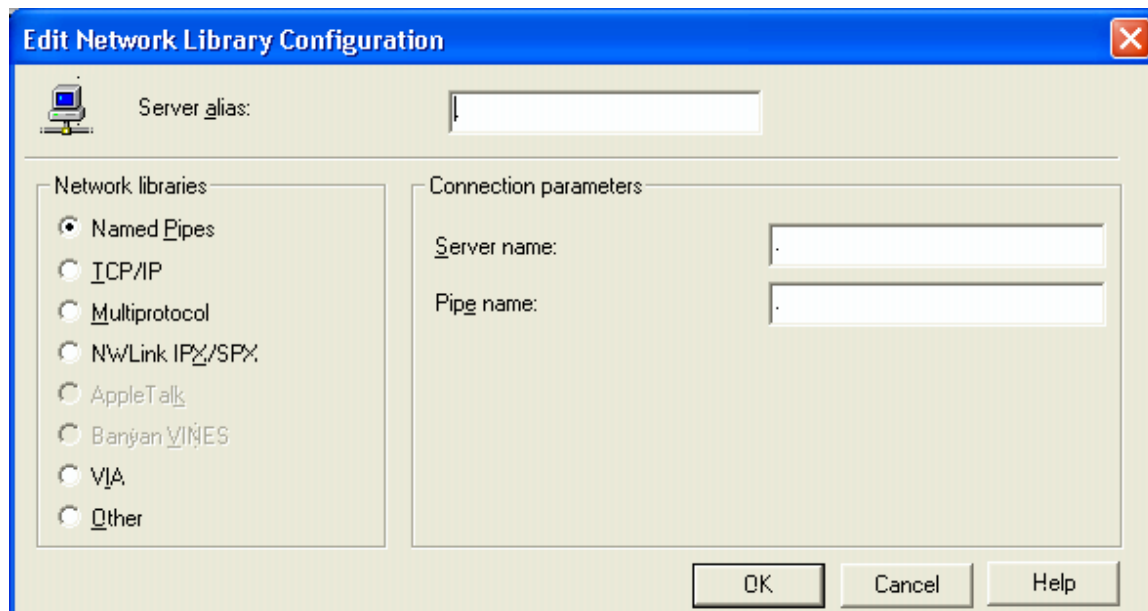 Edit Network Library Configuration
Server alias:
.
Network libraries
Named Pipes
TCP/IP
Multiprotocol
NWLink IPX/SPX
AppleTalk
Banyan VINES
VIA
Other
Connection parameters
Server name:
.
Pipe name:
.
OK
Cancel
Help